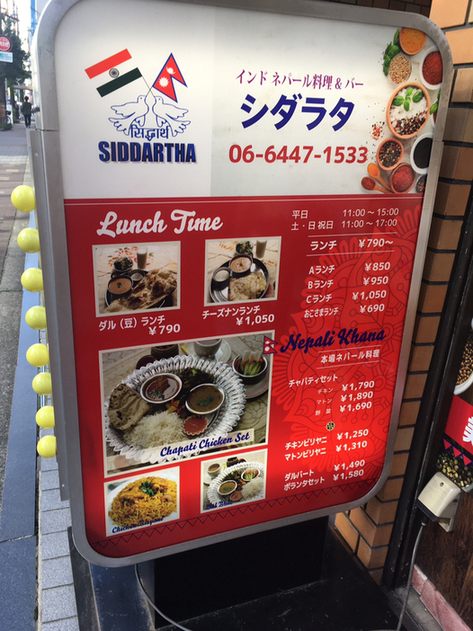 सिद्धार्थ
SIDDARTHA
インド ネパール料理 & バー
シダラタ
06-6447-1533
Lunch Time
平日 11:00～15:00
土・日 祝日 11:00～17:00
ランチ ¥790～
Aランチ ¥850
Bランチ ¥950
Cランチ ¥1,050
おこさまランチ ¥690
ダル（豆）ランチ
¥790
チーズナンランチ
¥1,050
Nepali Khana
本場ネパール料理
チャパティセット
チキン ¥1,790
マトン ¥1,890
野菜 ¥1,690
チキンビリヤニ ¥1,250
マトンビリヤニ ¥1,310
ダルバート ¥1,490
ポランタセット ¥1,580
Chapati Chicken Set